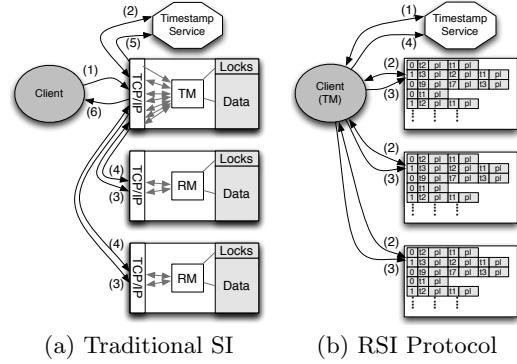 (2)
Timestamp
Service
(5)
(1)
Client
(6)
TCP/IP
TM
Locks
Data
(4)
(3)
TCP/IP
RM
Locks
Data
(4)
(3)
TCP/IP
RM
Locks
Data
(a) Traditional SI
(1)
Timestamp
Service
(4)
Client
(TM)
(2)
(3)
0 t2 pl t1 pl
1 t3 pl t2 pl t1 pl
0 t9 pl t7 pl t3 pl
0 t1 pl
1 t2 pl t1 pl
(2)
(3)
0 t2 pl t1 pl
1 t3 pl t2 pl t1 pl
0 t9 pl t7 pl t3 pl
0 t1 pl
1 t2 pl t1 pl
(2)
(3)
0 t2 pl t1 pl
1 t3 pl t2 pl t1 pl
0 t9 pl t7 pl t3 pl
0 t1 pl
1 t2 pl t1 pl
(b) RSI Protocol